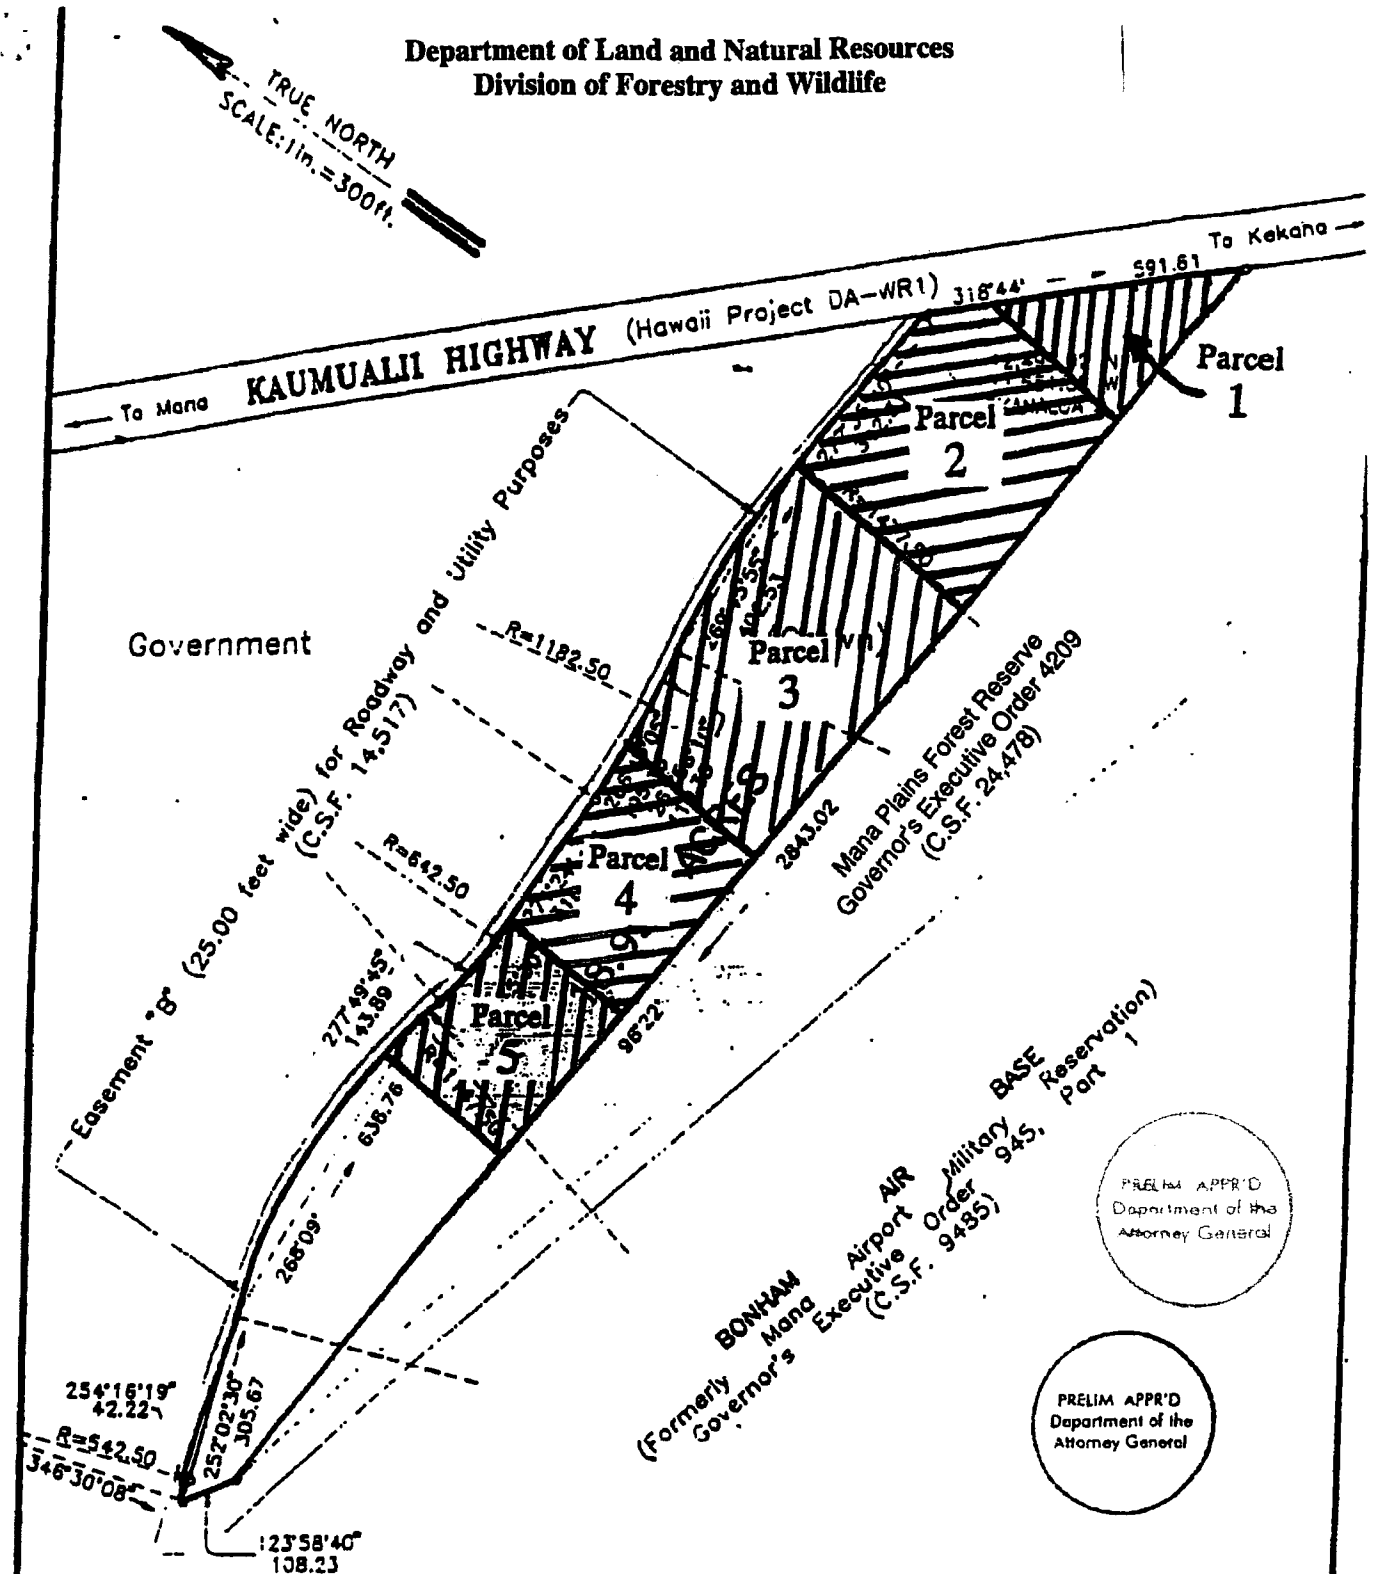 Department of Land and Natural Resources
Division of Forestry and Wildlife
TRUE NORTH
SCALE: 1 in. = 300 ft.
To Kekaha
591.61
318°44'
KAUMUALII HIGHWAY (Hawaii Project DA-WR1)
To Mana
Parcel
1
Parcel
2
Parcel
3
Parcel
4
Parcel
5
Government
Easement "B" (25.00 feet wide) for Roadway and Utility Purposes
(C.S.F. 14,517)
R=1182.50
R=642.50
277°49'45"
143.89
638.76
268°09'
2843.02
96°22'
Mana Plains Forest Reserve
Governor's Executive Order 4209
(C.S.F. 24,478)
BONHAM AIR BASE
(Formerly Mana Airport Military Reservation)
Governor's Executive Order 945, Part 1
(C.S.F. 9485)
PRELIM APPR'D
Department of the
Attorney General
PRELIM APPR'D
Department of the
Attorney General
254°16'19"
42.22
252°02'30"
305.67
R=542.50
346°30'08"
123°58'40"
108.23